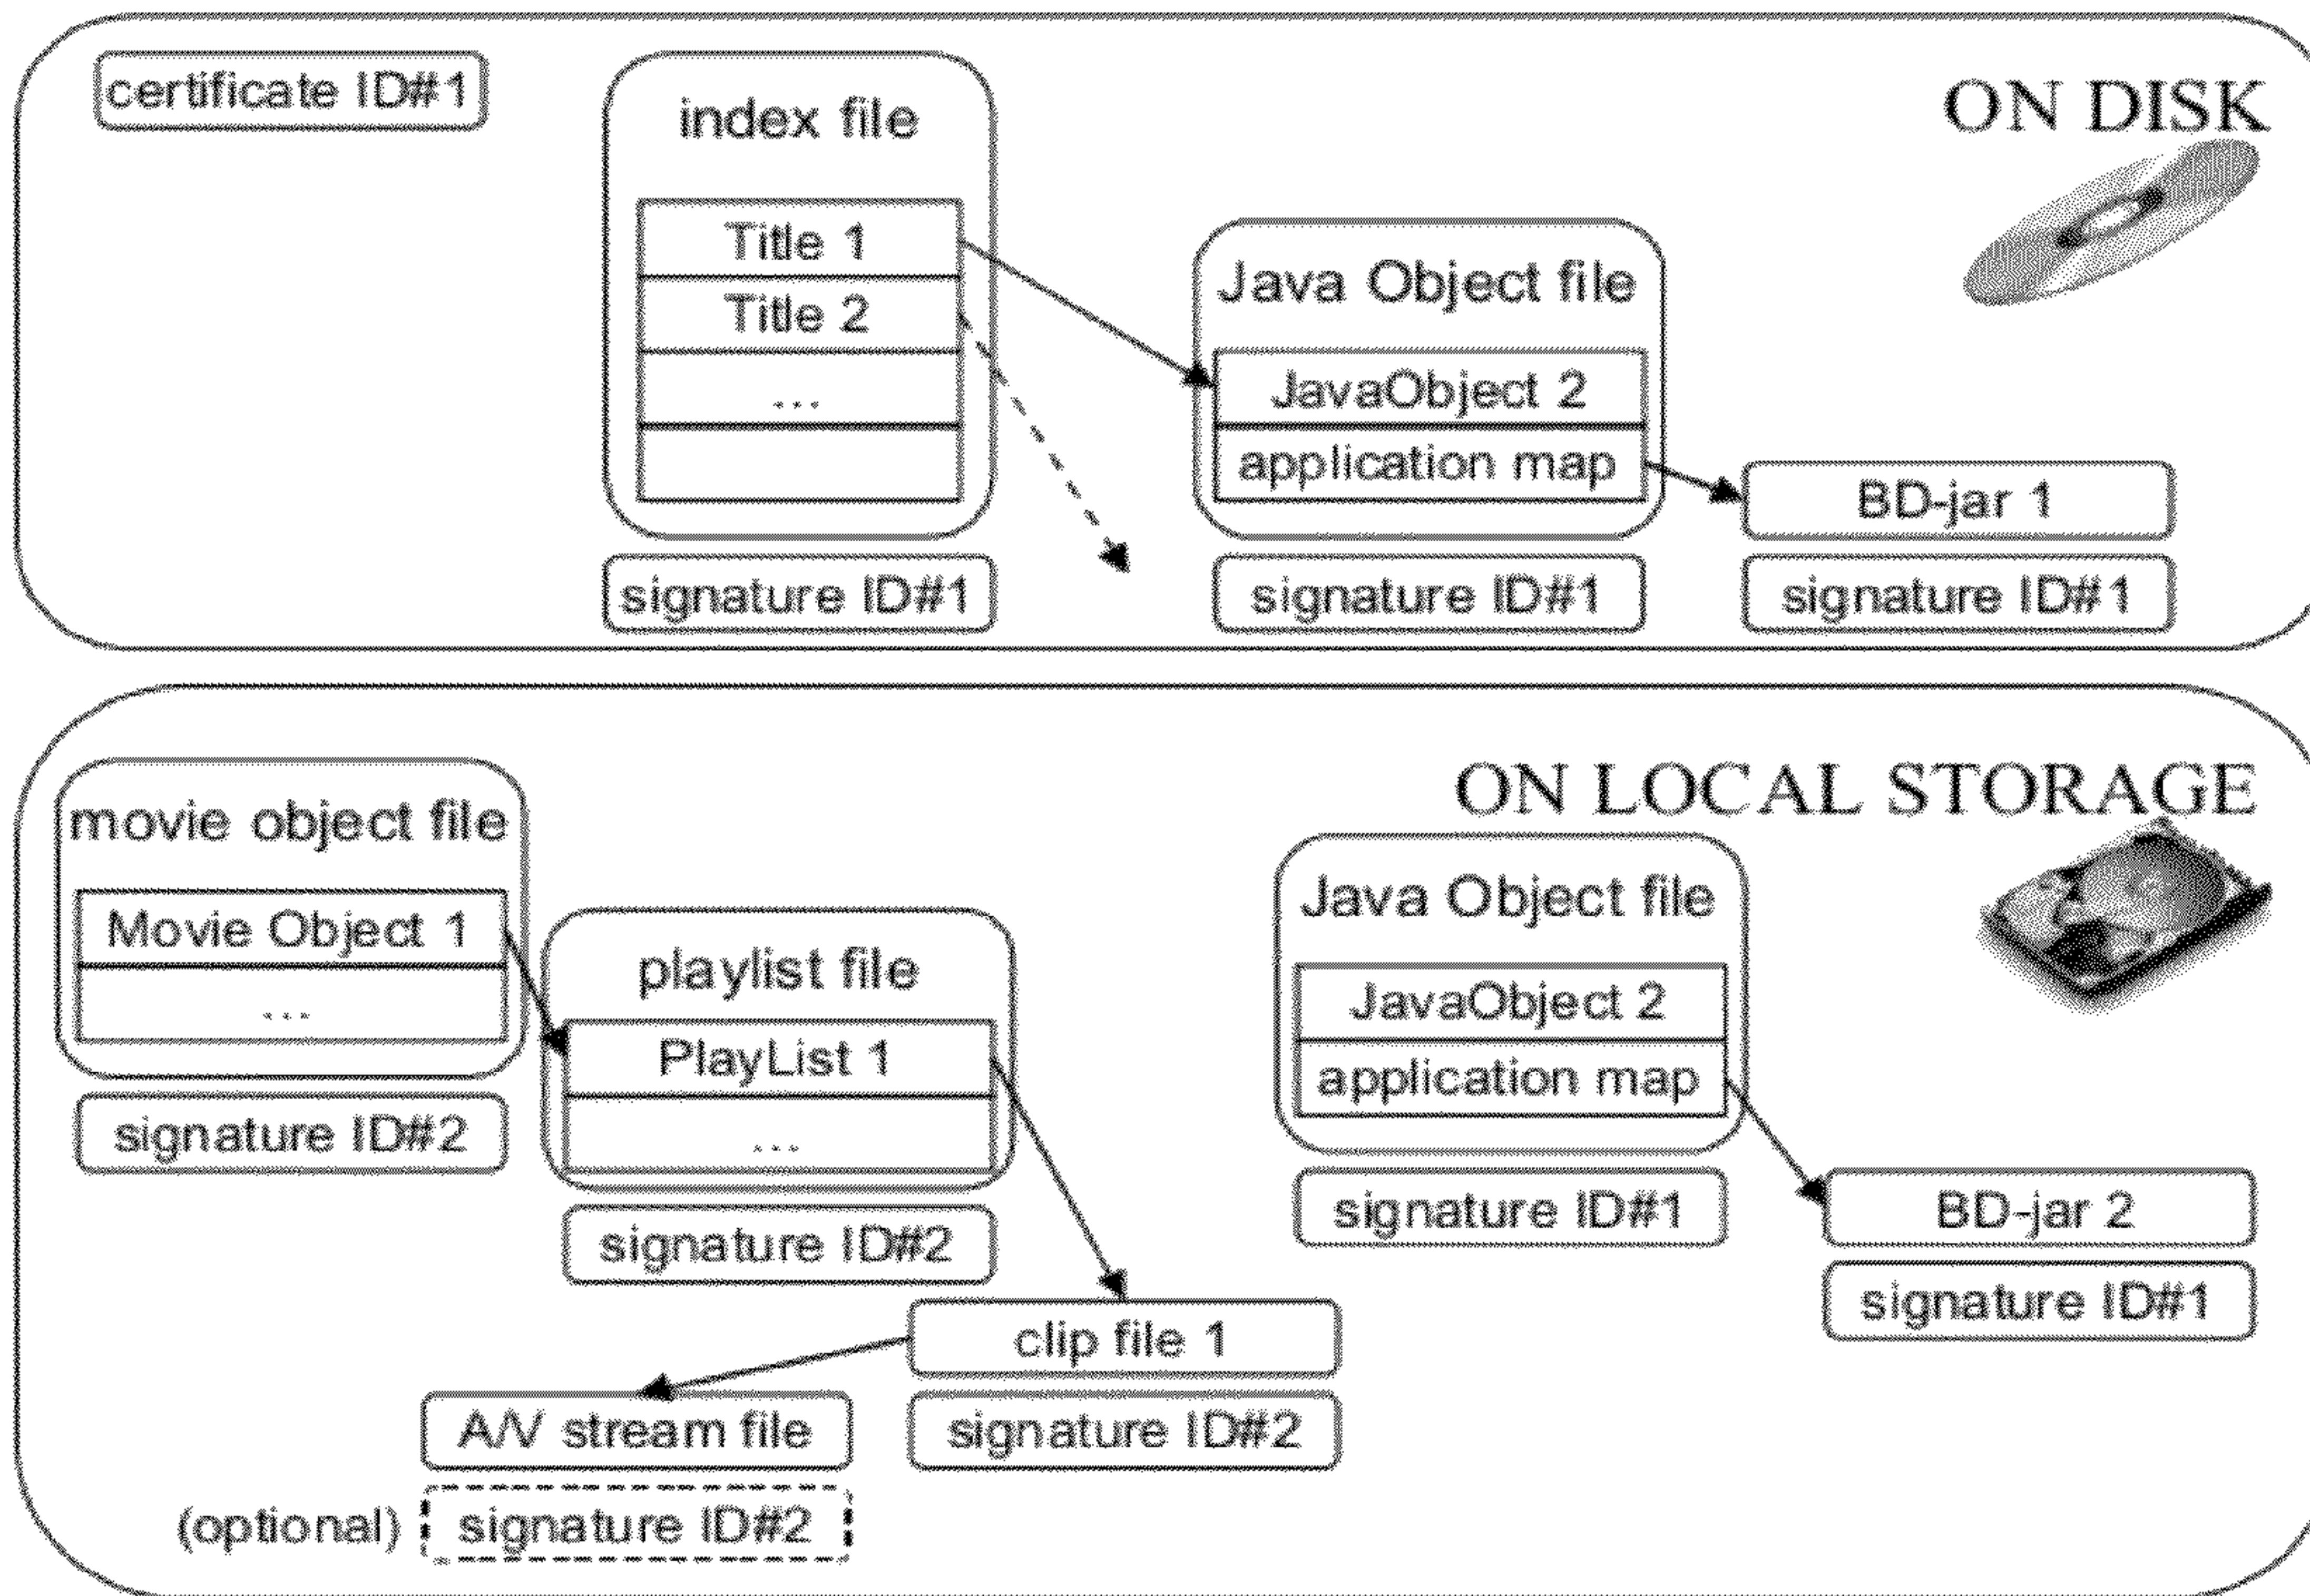 certificate ID#1
index file
ON DISK
Title 1
Title 2
...
Java Object file
JavaObject 2
application map
BD-jar 1
signature ID#1
signature ID#1
signature ID#1
ON LOCAL STORAGE
movie object file
Movie Object 1
...
signature ID#2
playlist file
PlayList 1
...
signature ID#2
Java Object file
JavaObject 2
application map
signature ID#1
BD-jar 2
signature ID#1
clip file 1
signature ID#2
A/V stream file
(optional) signature ID#2